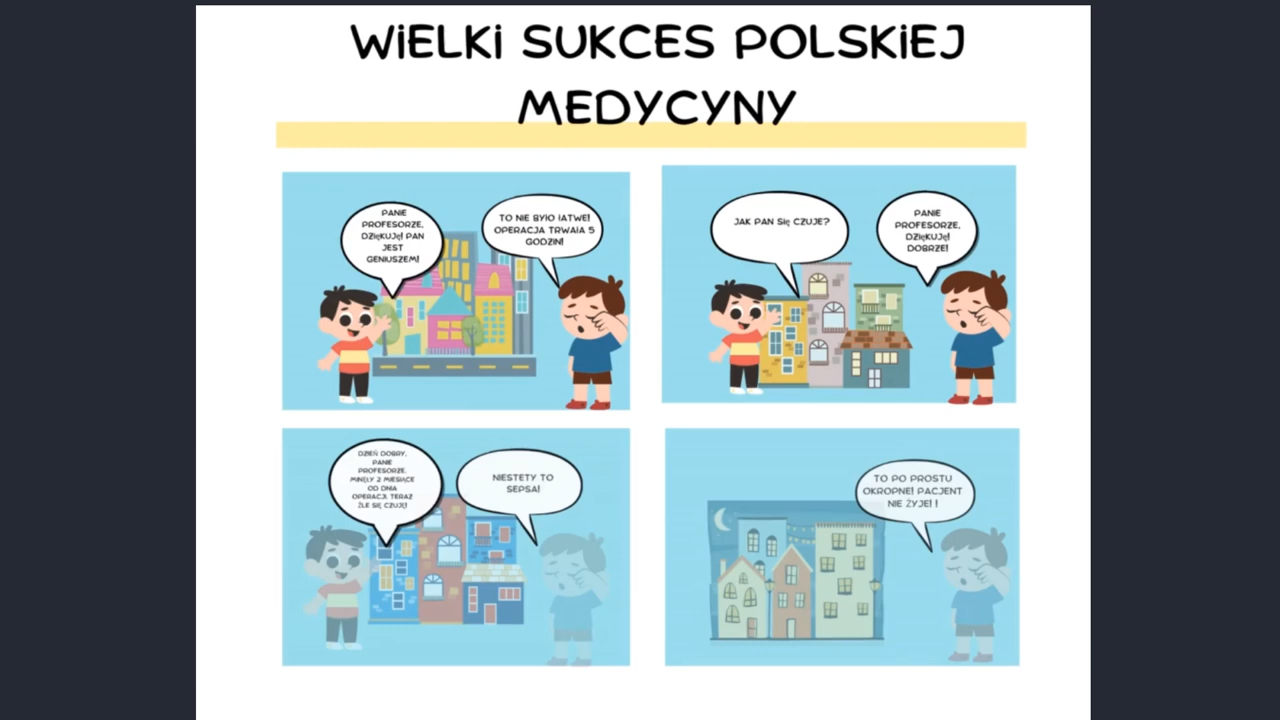 WiELKi SUKCES POLSKiEJ
MEDYCYNY
PANIE
PROFESORZE,
DZIĘKUJĘ! PAN
JEST
GENIUSZEM!
TO NIE BYłO łATWE!
OPERACJA TRWAłA 5
GODZIN!
JAK PAN SIę CZUJE?
PANIE
PROFESORZE,
DZIĘKUJĘ!
DOBRZE!
DZIEŃ DOBRY,
PANIE
PROFESORZE.
MINĘŁY 2 MIESIĄCE
OD DNIA
OPERACJI. TERAZ
ŹLE SIĘ CZUJĘ!
NIESTETY TO
SEPSA!
TO PO PROSTU
OKROPNE! PACJENT
NIE ŻYJE! !